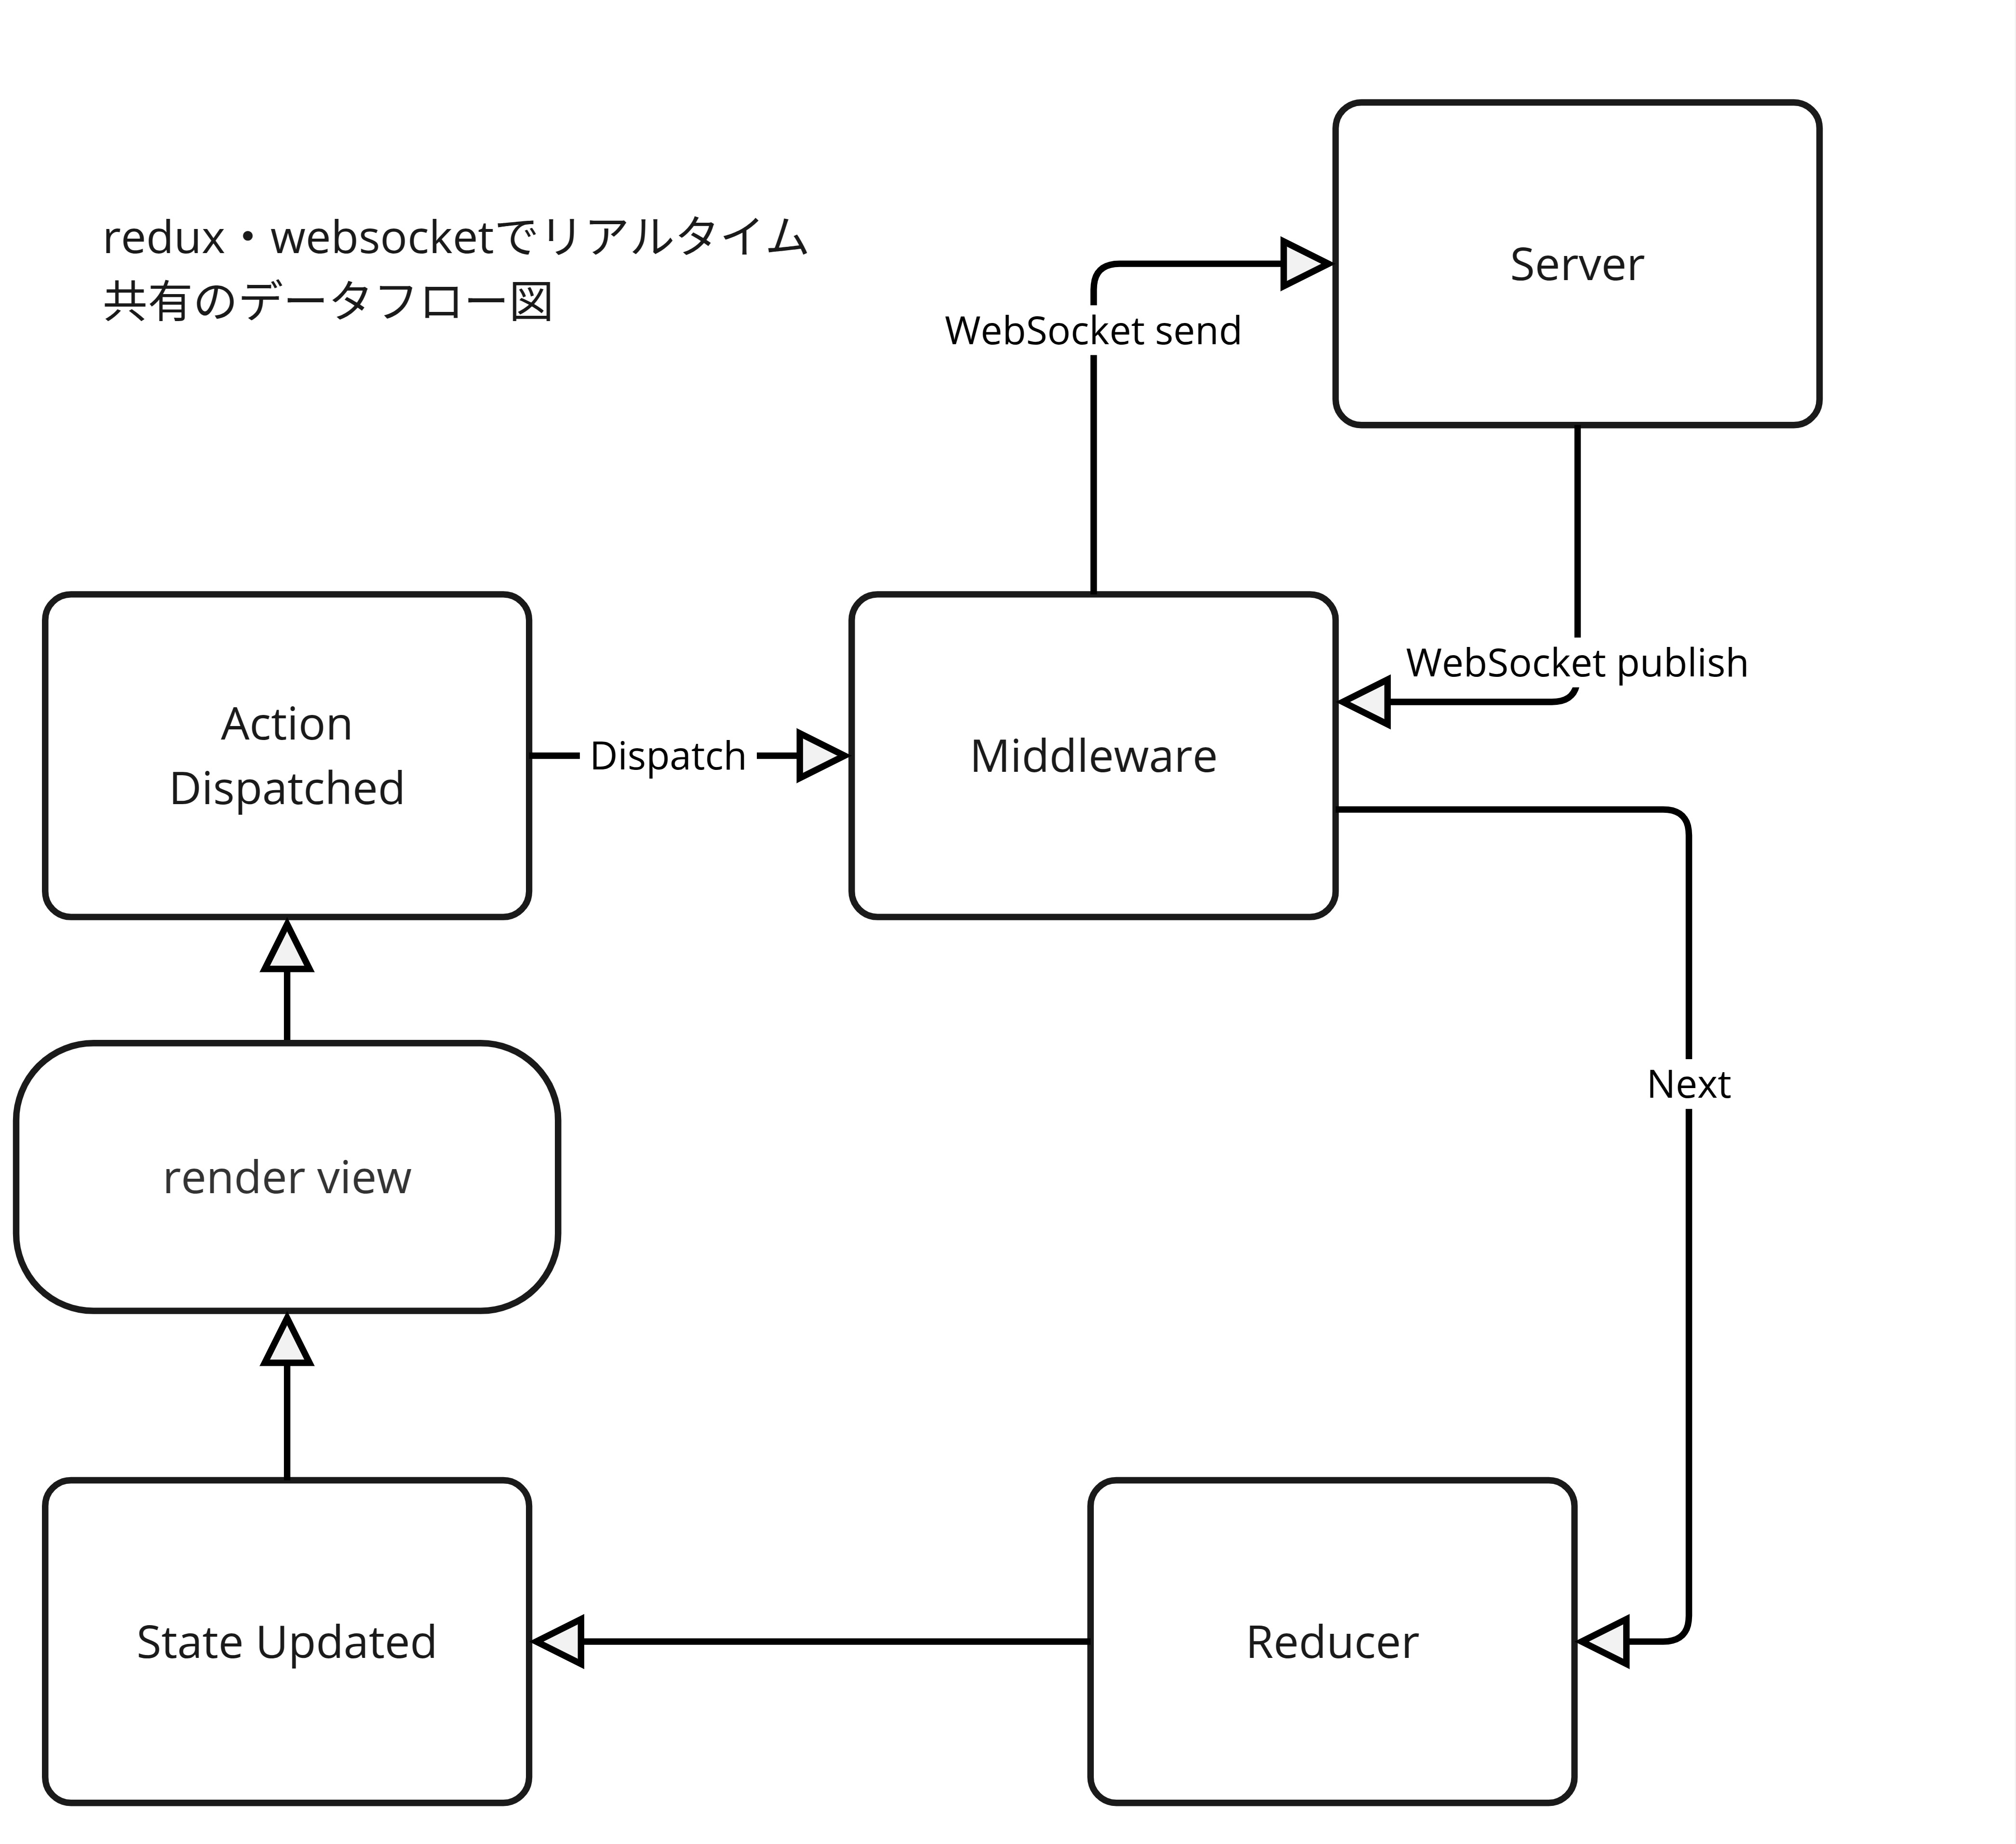 redux・websocketでリアルタイム
共有のデータフロー図
Server
WebSocket send
WebSocket publish
Action
Dispatched
Dispatch
Middleware
Next
render view
State Updated
Reducer